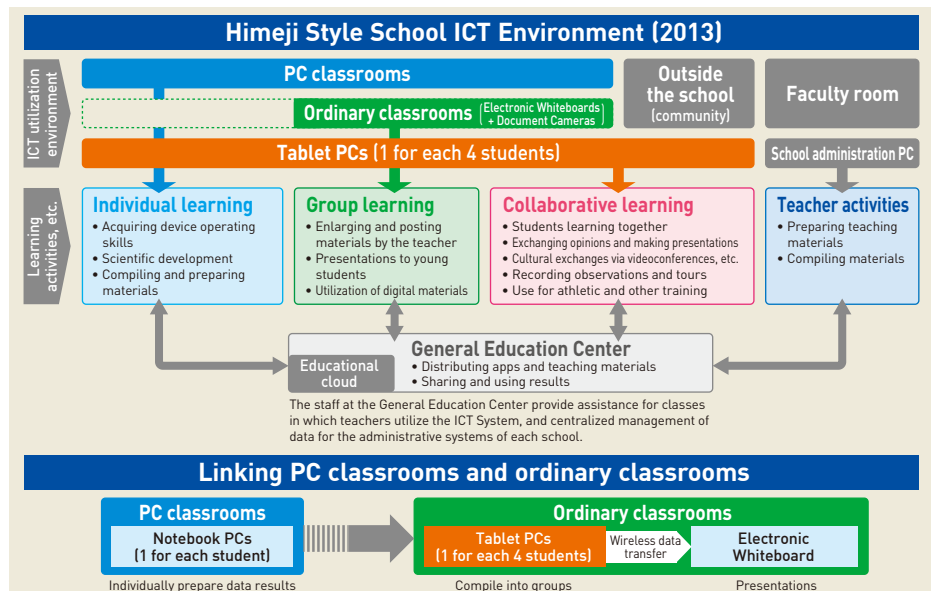 Himeji Style School ICT Environment (2013)
ICT utilization
environment
PC classrooms
Ordinary classrooms (Electronic Whiteboards
+ Document Cameras)
Outside
the school
(community)
Faculty room
Tablet PCs (1 for each 4 students)
School administration PC
Learning
activities, etc.
Individual learning
• Acquiring device operating
skills
• Scientific development
• Compiling and preparing
materials
Group learning
• Enlarging and posting
materials by the teacher
• Presentations to young
students
• Utilization of digital materials
Collaborative learning
• Students learning together
• Exchanging opinions and making presentations
• Cultural exchanges via videoconferences, etc.
• Recording observations and tours
• Use for athletic and other training
Teacher activities
• Preparing teaching
materials
• Compiling materials
General Education Center
Educational
cloud
• Distributing apps and teaching materials
• Sharing and using results
The staff at the General Education Center provide assistance for classes
in which teachers utilize the ICT System, and centralized management of
data for the administrative systems of each school.
Linking PC classrooms and ordinary classrooms
PC classrooms
Notebook PCs
(1 for each student)
Individually prepare data results
Ordinary classrooms
Tablet PCs
(1 for each 4 students)
Wireless data
transfer
Electronic
Whiteboard
Compile into groups
Presentations